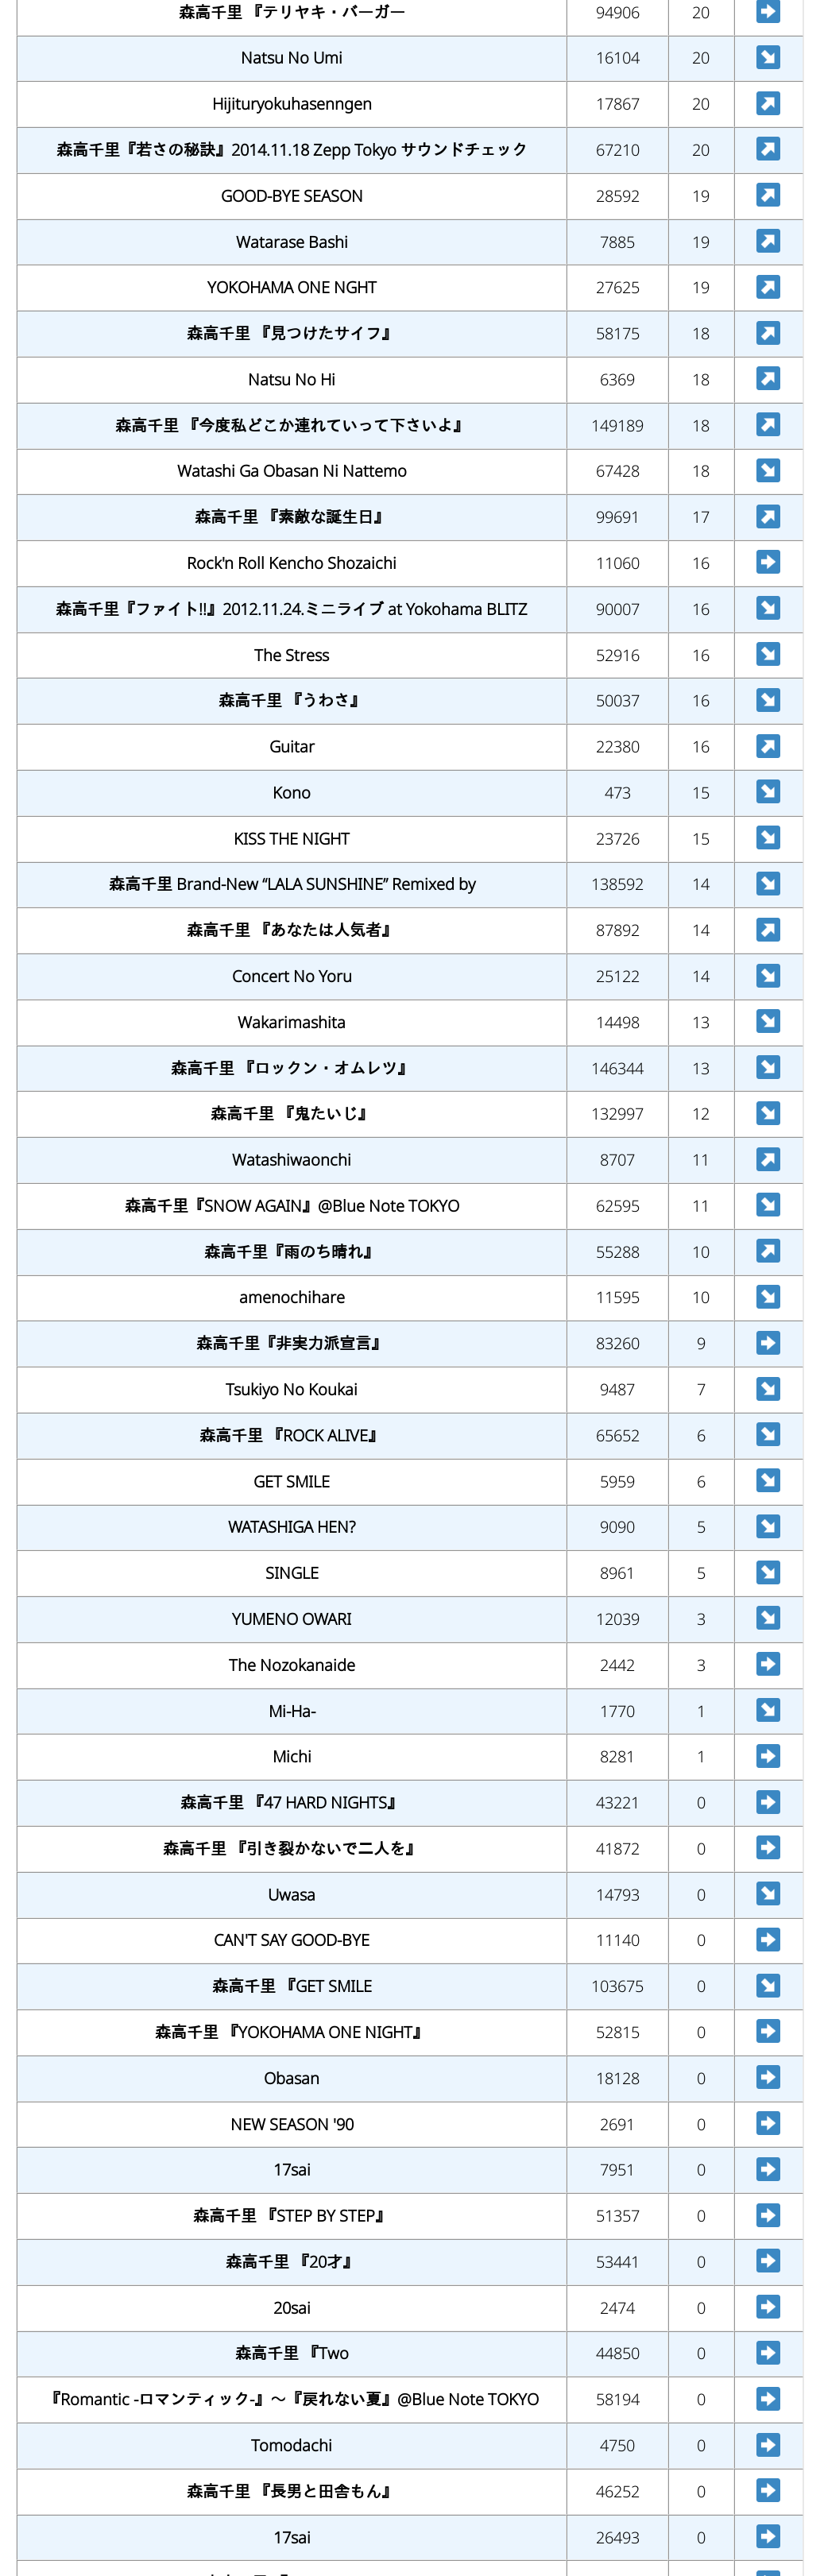 森高千里 『テリヤキ・バーガー 94906 20 ➡
Natsu No Umi 16104 20 ↘
Hijituryokuhasenngen 17867 20 ↗
森高千里『若さの秘訣』2014.11.18 Zepp Tokyo サウンドチェック 67210 20 ↗
GOOD-BYE SEASON 28592 19 ↗
Watarase Bashi 7885 19 ↗
YOKOHAMA ONE NGHT 27625 19 ↗
森高千里 『見つけたサイフ』 58175 18 ↗
Natsu No Hi 6369 18 ↗
森高千里 『今度私どこか連れていって下さいよ』 149189 18 ↗
Watashi Ga Obasan Ni Nattemo 67428 18 ↘
森高千里 『素敵な誕生日』 99691 17 ↗
Rock'n Roll Kencho Shozaichi 11060 16 ➡
森高千里『ファイト!!』2012.11.24.ミニライブ at Yokohama BLITZ 90007 16 ↘
The Stress 52916 16 ↘
森高千里 『うわさ』 50037 16 ↘
Guitar 22380 16 ↗
Kono 473 15 ↘
KISS THE NIGHT 23726 15 ↘
森高千里 Brand-New “LALA SUNSHINE” Remixed by 138592 14 ↘
森高千里 『あなたは人気者』 87892 14 ↗
Concert No Yoru 25122 14 ↘
Wakarimashita 14498 13 ↘
森高千里 『ロックン・オムレツ』 146344 13 ↘
森高千里 『鬼たいじ』 132997 12 ↘
Watashiwaonchi 8707 11 ↗
森高千里『SNOW AGAIN』@Blue Note TOKYO 62595 11 ↘
森高千里『雨のち晴れ』 55288 10 ↗
amenochihare 11595 10 ↘
森高千里『非実力派宣言』 83260 9 ➡
Tsukiyo No Koukai 9487 7 ↘
森高千里 『ROCK ALIVE』 65652 6 ↘
GET SMILE 5959 6 ↘
WATASHIGA HEN? 9090 5 ↘
SINGLE 8961 5 ↘
YUMENO OWARI 12039 3 ↘
The Nozokanaide 2442 3 ➡
Mi-Ha- 1770 1 ↘
Michi 8281 1 ➡
森高千里 『47 HARD NIGHTS』 43221 0 ➡
森高千里 『引き裂かないで二人を』 41872 0 ➡
Uwasa 14793 0 ↘
CAN'T SAY GOOD-BYE 11140 0 ➡
森高千里 『GET SMILE 103675 0 ↘
森高千里 『YOKOHAMA ONE NIGHT』 52815 0 ➡
Obasan 18128 0 ➡
NEW SEASON '90 2691 0 ➡
17sai 7951 0 ➡
森高千里 『STEP BY STEP』 51357 0 ➡
森高千里 『20才』 53441 0 ➡
20sai 2474 0 ➡
森高千里 『Two 44850 0 ➡
『Romantic -ロマンティック-』～『戻れない夏』@Blue Note TOKYO 58194 0 ➡
Tomodachi 4750 0 ➡
森高千里 『長男と田舎もん』 46252 0 ➡
17sai 26493 0 ➡